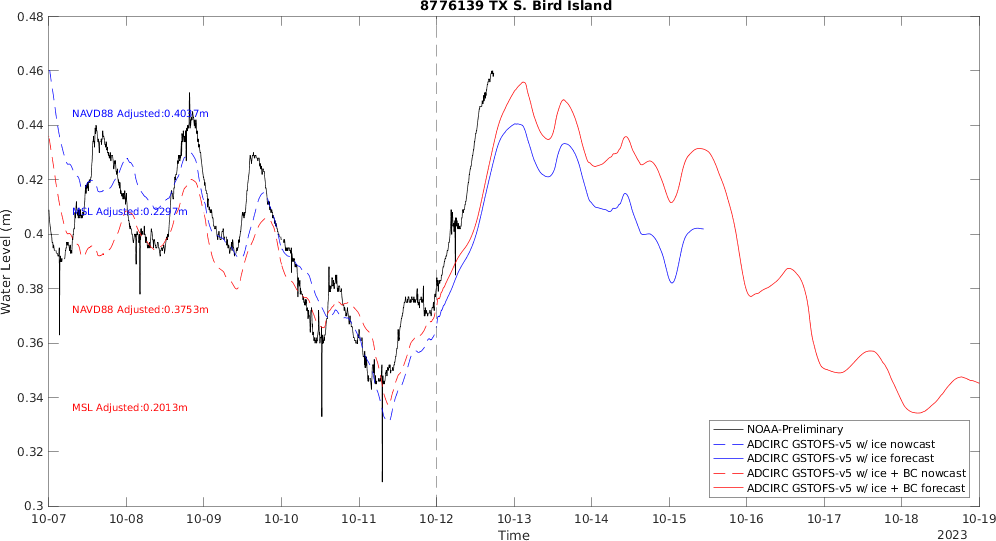 8776139 TX S. Bird Island
0.48
0.46
0.44
0.42
0.4
0.38
0.36
0.34
0.32
0.3
Water Level (m)
NAVD88 Adjusted:0.4037m
MSL Adjusted:0.2297m
NAVD88 Adjusted:0.3753m
MSL Adjusted:0.2013m
NOAA-Preliminary
ADCIRC GSTOFS-v5 w/ ice nowcast
ADCIRC GSTOFS-v5 w/ ice forecast
ADCIRC GSTOFS-v5 w/ ice + BC nowcast
ADCIRC GSTOFS-v5 w/ ice + BC forecast
10-07 10-08 10-09 10-10 10-11 10-12 10-13 10-14 10-15 10-16 10-17 10-18 10-19
Time
2023